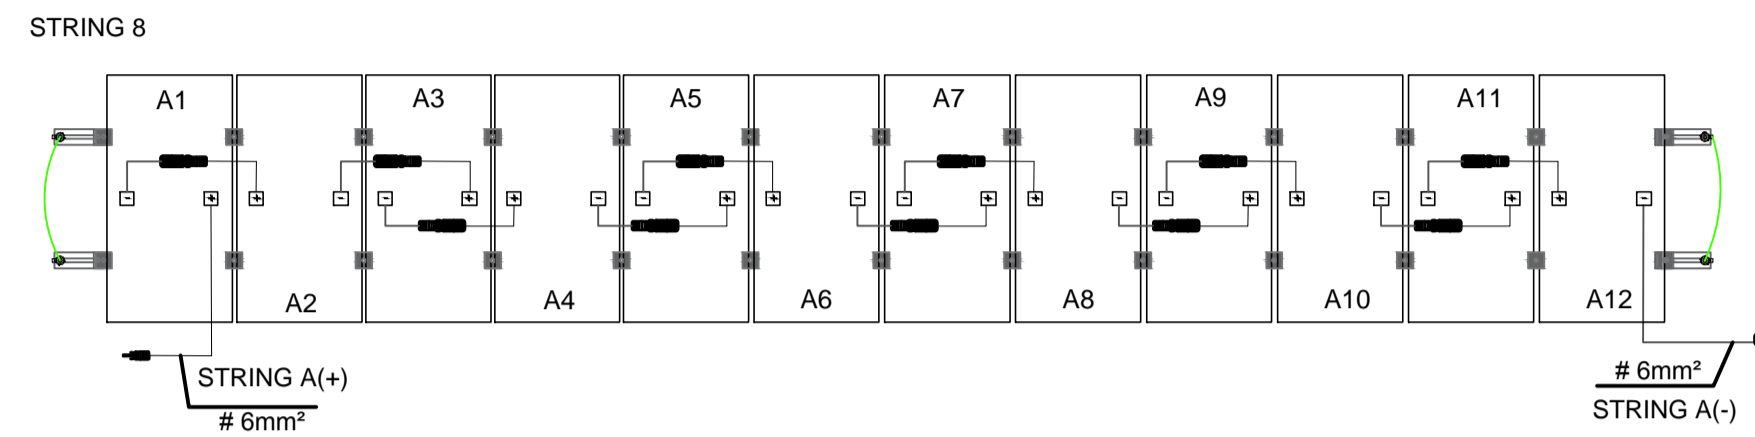 STRING 8
A1
A3
A5
A7
A9
A11
- + + - - + + - - + + - - + + - - + + - - + + -
A2
A4
A6
A8
A10
A12
STRING A(+)
# 6mm²
# 6mm²
STRING A(-)